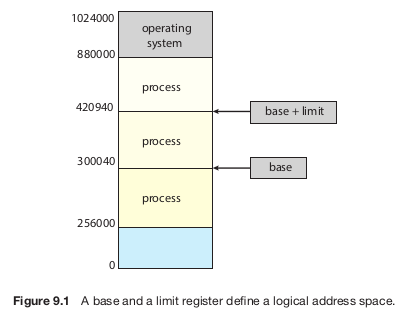 1024000
operating
system
880000
process
420940
base + limit
process
300040
base
process
256000
0
Figure 9.1 A base and a limit register define a logical address space.